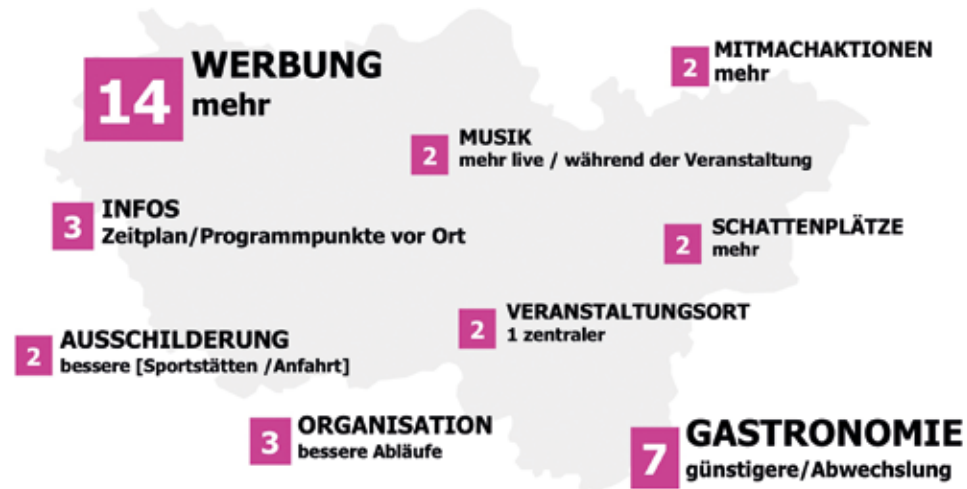 14
WERBUNG
mehr
2
MITMACHAKTIONEN
mehr
2
MUSIK
mehr live / während der Veranstaltung
3
INFOS
Zeitplan/Programmpunkte vor Ort
2
SCHATTENPLÄTZE
mehr
2
VERANSTALTUNGSORT
1 zentraler
2
AUSSCHILDERUNG
bessere [Sportstätten /Anfahrt]
3
ORGANISATION
bessere Abläufe
7
GASTRONOMIE
günstigere/Abwechslung